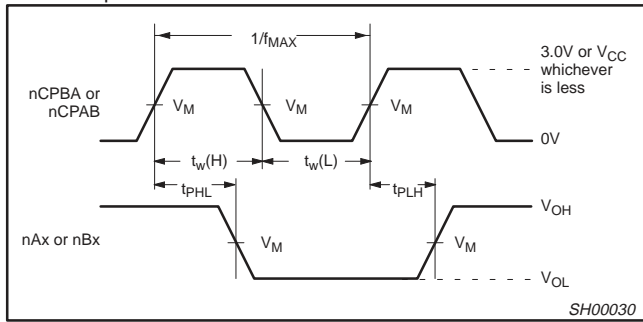 1/fMAX
3.0V or VCC
whichever
is less
nCPBA or
nCPAB
VM
VM
VM
0V
tw(H)
tw(L)
tPHL
tPLH
VOH
nAx or nBx
VM
VM
VOL
SH00030